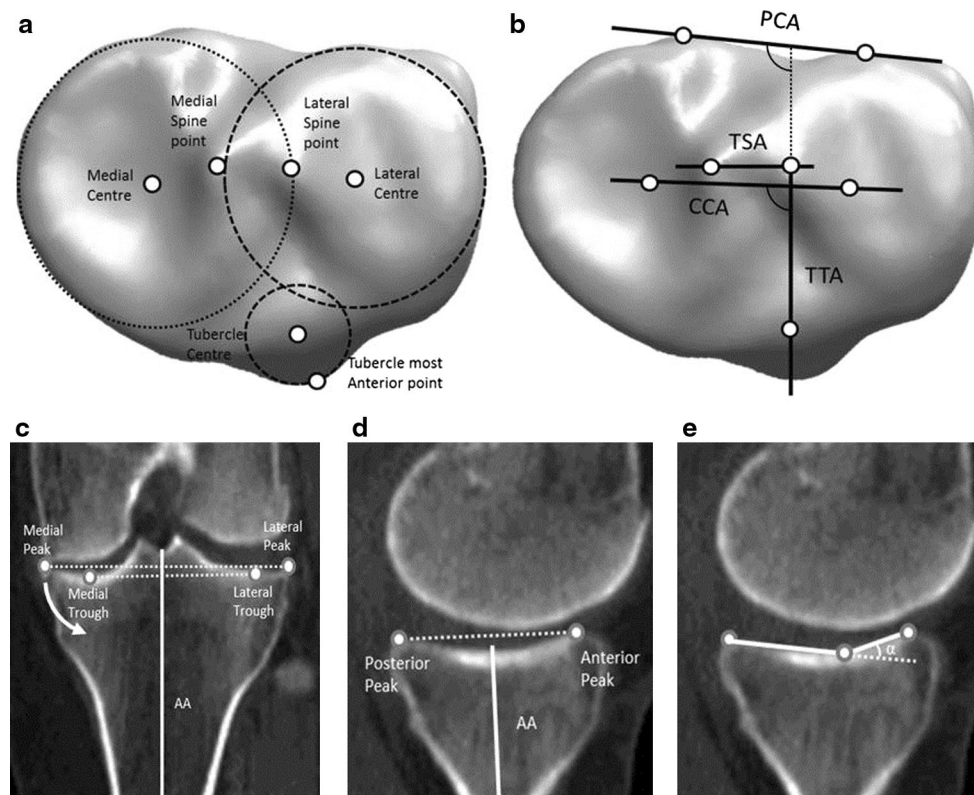 a
Medial
Spine
point
Lateral
Spine
point
Medial
Centre
Lateral
Centre
Tubercle
Centre
Tubercle most
Anterior point
b
PCA
TSA
CCA
TTA
c
Medial
Peak
Lateral
Peak
Medial
Trough
Lateral
Trough
AA
d
Posterior
Peak
Anterior
Peak
AA
e
α